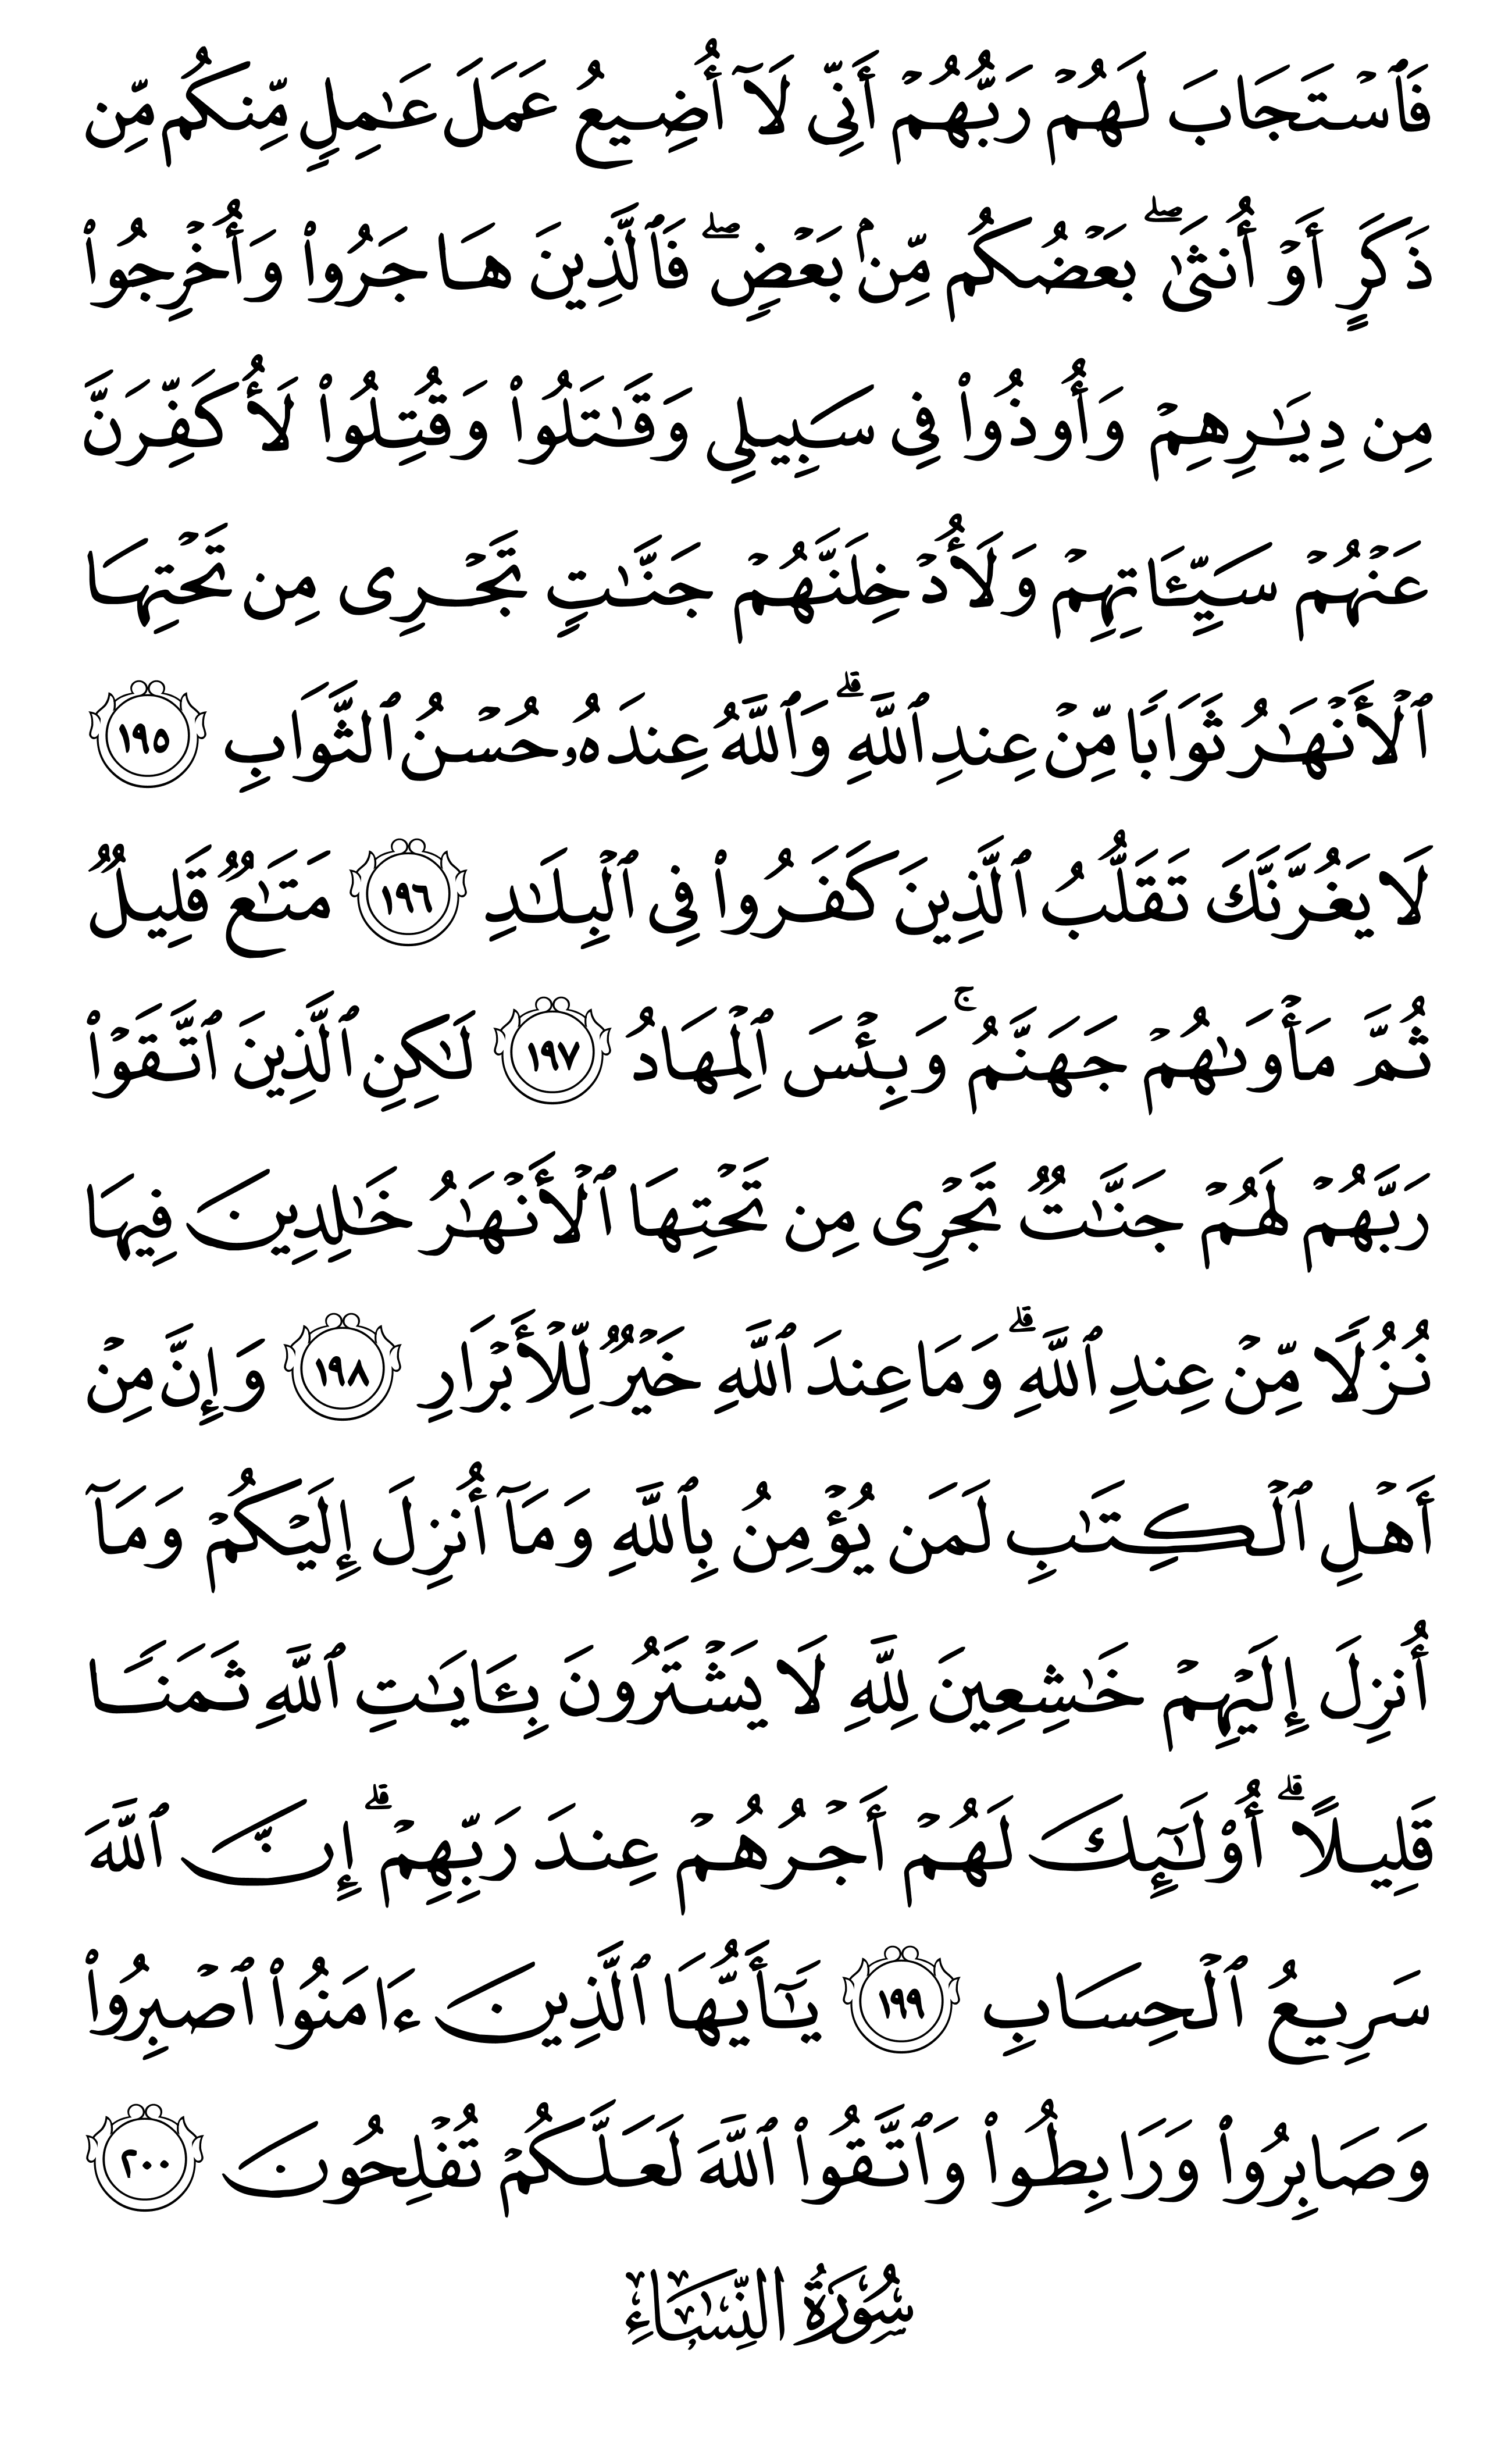 فَٱسۡتَجَابَ لَهُمۡ رَبُّهُمۡ أَنِّي لَآ أُضِيعُ عَمَلَ عَٰمِلٖ مِّنكُم مِّن
ذَكَرٍ أَوۡ أُنثَىٰۖ بَعۡضُكُم مِّنۢ بَعۡضٖۖ فَٱلَّذِينَ هَاجَرُواْ وَأُخۡرِجُواْ
مِن دِيَٰرِهِمۡ وَأُوذُواْ فِي سَبِيلِي وَقَٰتَلُواْ وَقُتِلُواْ لَأُكَفِّرَنَّ
عَنۡهُمۡ سَيِّـَٔاتِهِمۡ وَلَأُدۡخِلَنَّهُمۡ جَنَّٰتٖ تَجۡرِي مِن تَحۡتِهَا
ٱلۡأَنۡهَٰرُ ثَوَابٗا مِّنۡ عِندِ ٱللَّهِۚ وَٱللَّهُ عِندَهُۥ حُسۡنُ ٱلثَّوَابِ ١٩٥
لَا يَغُرَّنَّكَ تَقَلُّبُ ٱلَّذِينَ كَفَرُواْ فِي ٱلۡبِلَٰدِ ١٩٦ مَتَٰعٞ قَلِيلٞ
ثُمَّ مَأۡوَىٰهُمۡ جَهَنَّمُۚ وَبِئۡسَ ٱلۡمِهَادُ ١٩٧ لَٰكِنِ ٱلَّذِينَ ٱتَّقَوۡاْ
رَبَّهُمۡ لَهُمۡ جَنَّٰتٞ تَجۡرِي مِن تَحۡتِهَا ٱلۡأَنۡهَٰرُ خَٰلِدِينَ فِيهَا
نُزُلٗا مِّنۡ عِندِ ٱللَّهِۗ وَمَا عِندَ ٱللَّهِ خَيۡرٞ لِّلۡأَبۡرَارِ ١٩٨ وَإِنَّ مِنۡ
أَهۡلِ ٱلۡكِتَٰبِ لَمَن يُؤۡمِنُ بِٱللَّهِ وَمَآ أُنزِلَ إِلَيۡكُمۡ وَمَآ
أُنزِلَ إِلَيۡهِمۡ خَٰشِعِينَ لِلَّهِ لَا يَشۡتَرُونَ بِـَٔايَٰتِ ٱللَّهِ ثَمَنٗا
قَلِيلًاۗ أُوْلَٰٓئِكَ لَهُمۡ أَجۡرُهُمۡ عِندَ رَبِّهِمۡۗ إِنَّ ٱللَّهَ
سَرِيعُ ٱلۡحِسَابِ ١٩٩ يَٰٓأَيُّهَا ٱلَّذِينَ ءَامَنُواْ ٱصۡبِرُواْ
وَصَابِرُواْ وَرَابِطُواْ وَٱتَّقُواْ ٱللَّهَ لَعَلَّكُمۡ تُفۡلِحُونَ ٢٠٠
سُورَةُ النِّسَاءِ